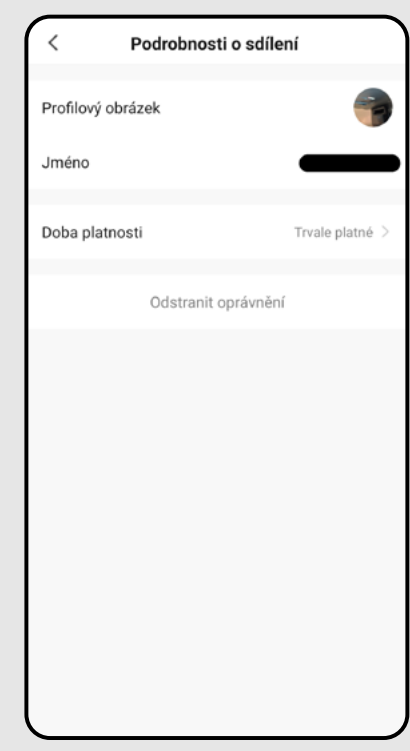 Podrobnosti o sdílení
Profilový obrázek
Jméno
Doba platnosti Trvale platné
Odstranit oprávnění